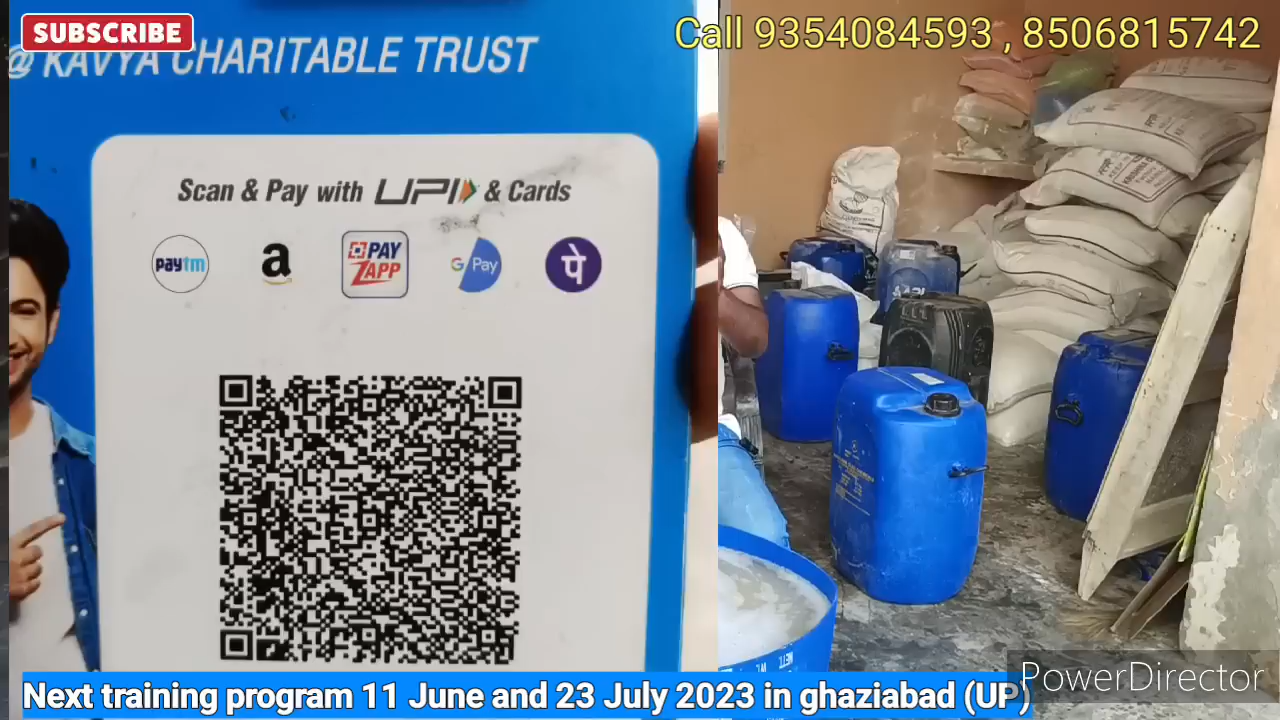 SUBSCRIBE
Call 9354084593 , 8506815742
@ KAVYA CHARITABLE TRUST
Scan & Pay with UPI & Cards
paytm
a
PAY
ZAPP
G Pay
पे
Next training program 11 June and 23 July 2023 in ghaziabad (UP)
PowerDirector